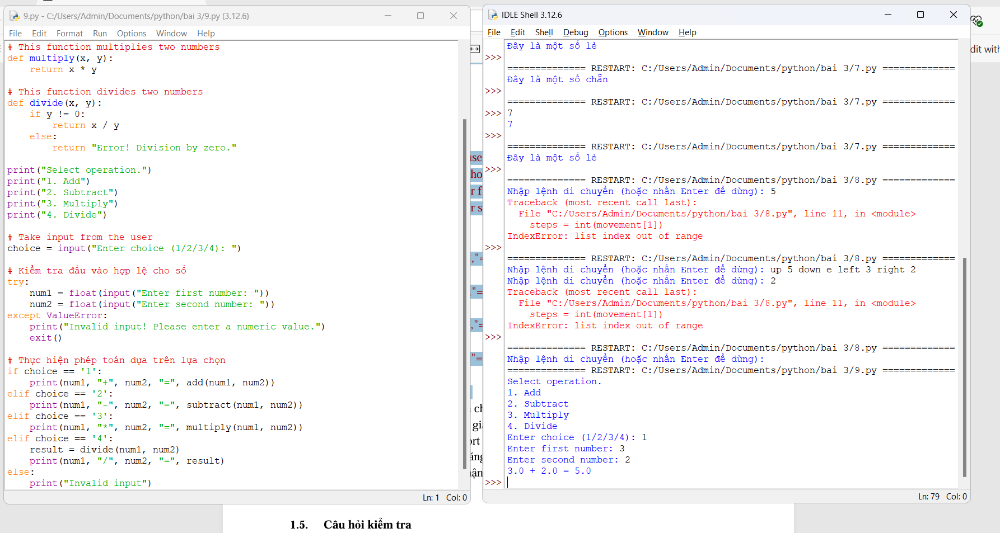 9.py - C:/Users/Admin/Documents/python/bai 3/9.py (3.12.6)
File Edit Format Run Options Window Help
# This function multiplies two numbers
def multiply(x, y):
    return x * y

# This function divides two numbers
def divide(x, y):
    if y != 0:
        return x / y
    else:
        return "Error! Division by zero."

print("Select operation.")
print("1. Add")
print("2. Subtract")
print("3. Multiply")
print("4. Divide")

# Take input from the user
choice = input("Enter choice (1/2/3/4): ")

# Kiểm tra đầu vào hợp lệ cho số
try:
    num1 = float(input("Enter first number: "))
    num2 = float(input("Enter second number: "))
except ValueError:
    print("Invalid input! Please enter a numeric value.")
    exit()

# Thực hiện phép toán dựa trên lựa chọn
if choice == '1':
    print(num1, "+", num2, "=", add(num1, num2))
elif choice == '2':
    print(num1, "-", num2, "=", subtract(num1, num2))
elif choice == '3':
    print(num1, "*", num2, "=", multiply(num1, num2))
elif choice == '4':
    result = divide(num1, num2)
    print(num1, "/", num2, "=", result)
else:
    print("Invalid input")
Ln: 1 Col: 0
IDLE Shell 3.12.6
File Edit Shell Debug Options Window Help
Đây là một số lẻ
>>>
============== RESTART: C:/Users/Admin/Documents/python/bai 3/7.py =============
Đây là một số chẵn
>>>
============== RESTART: C:/Users/Admin/Documents/python/bai 3/7.py =============
>>> 7
7
>>>
============== RESTART: C:/Users/Admin/Documents/python/bai 3/7.py =============
Đây là một số lẻ
>>>
============== RESTART: C:/Users/Admin/Documents/python/bai 3/8.py =============
Nhập lệnh di chuyển (hoặc nhấn Enter để dừng): 5
Traceback (most recent call last):
  File "C:/Users/Admin/Documents/python/bai 3/8.py", line 11, in <module>
    steps = int(movement[1])
IndexError: list index out of range
>>>
============== RESTART: C:/Users/Admin/Documents/python/bai 3/8.py =============
Nhập lệnh di chuyển (hoặc nhấn Enter để dừng): up 5 down e left 3 right 2
Nhập lệnh di chuyển (hoặc nhấn Enter để dừng): 2
Traceback (most recent call last):
  File "C:/Users/Admin/Documents/python/bai 3/8.py", line 11, in <module>
    steps = int(movement[1])
IndexError: list index out of range
>>>
============== RESTART: C:/Users/Admin/Documents/python/bai 3/8.py =============
Nhập lệnh di chuyển (hoặc nhấn Enter để dừng):
============== RESTART: C:/Users/Admin/Documents/python/bai 3/9.py =============
Select operation.
1. Add
2. Subtract
3. Multiply
4. Divide
Enter choice (1/2/3/4): 1
Enter first number: 3
Enter second number: 2
3.0 + 2.0 = 5.0
>>>
Ln: 79 Col: 0
dit with
1.5. Câu hỏi kiểm tra